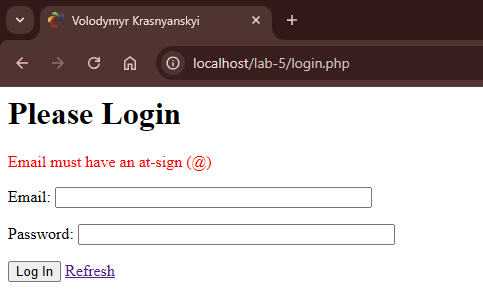 Volodymyr Krasnyanskyi
localhost/lab-5/login.php
Please Login
Email must have an at-sign (@)
Email:
Password:
Log In Refresh